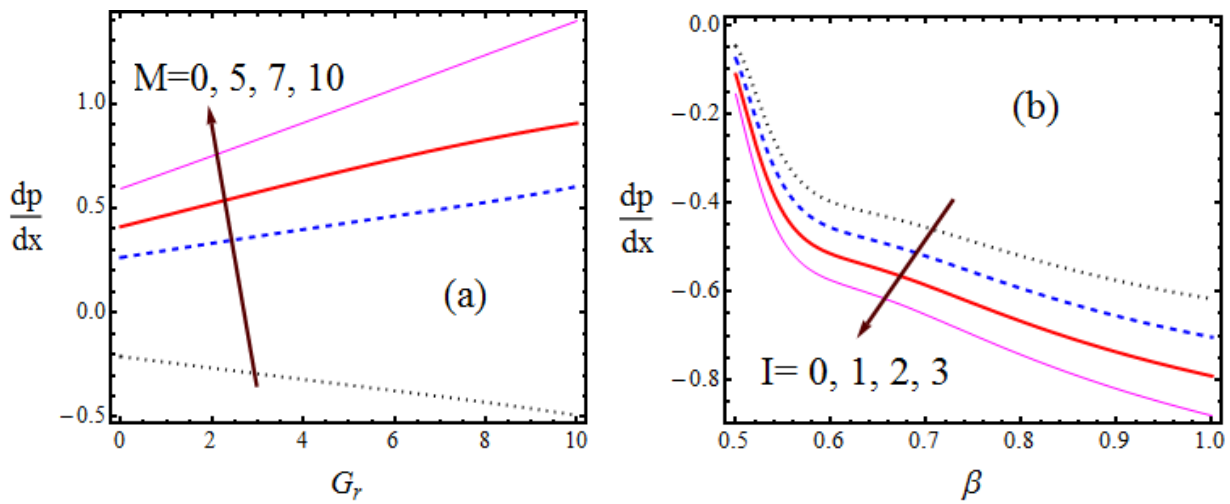 M=0, 5, 7, 10
1.0
0.5
0.0
−0.5
dp
dx
(a)
0 2 4 6 8 10
G_r
0.0
−0.2
−0.4
−0.6
−0.8
dp
dx
(b)
I= 0, 1, 2, 3
0.5 0.6 0.7 0.8 0.9 1.0
β